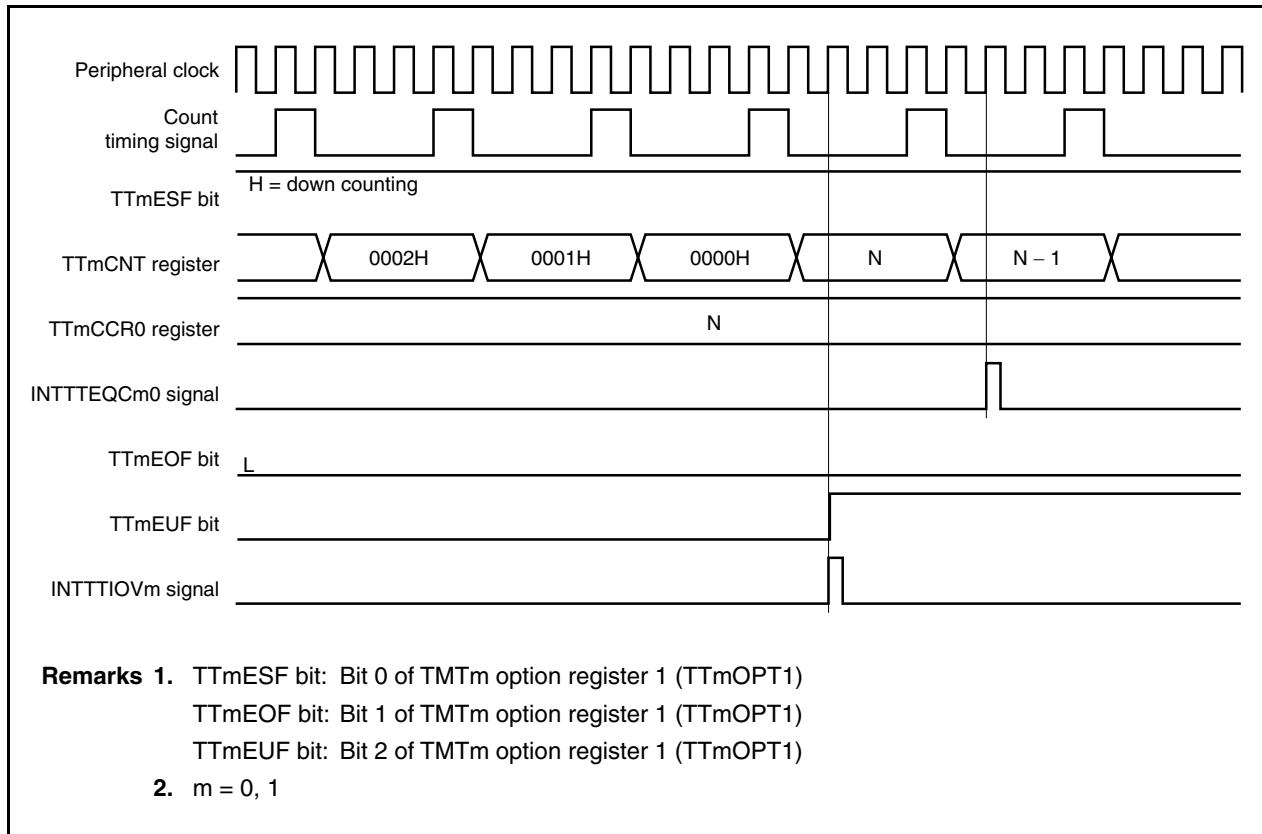 Peripheral clock
Count
timing signal
H = down counting
TTmESF bit
TTmCNT register
0002H
0001H
0000H
N
N – 1
TTmCCR0 register
N
INTTTEQCm0 signal
TTmEOF bit
L
TTmEUF bit
INTTTIOVm signal
Remarks 1. TTmESF bit: Bit 0 of TMTm option register 1 (TTmOPT1)
TTmEOF bit: Bit 1 of TMTm option register 1 (TTmOPT1)
TTmEUF bit: Bit 2 of TMTm option register 1 (TTmOPT1)
2. m = 0, 1